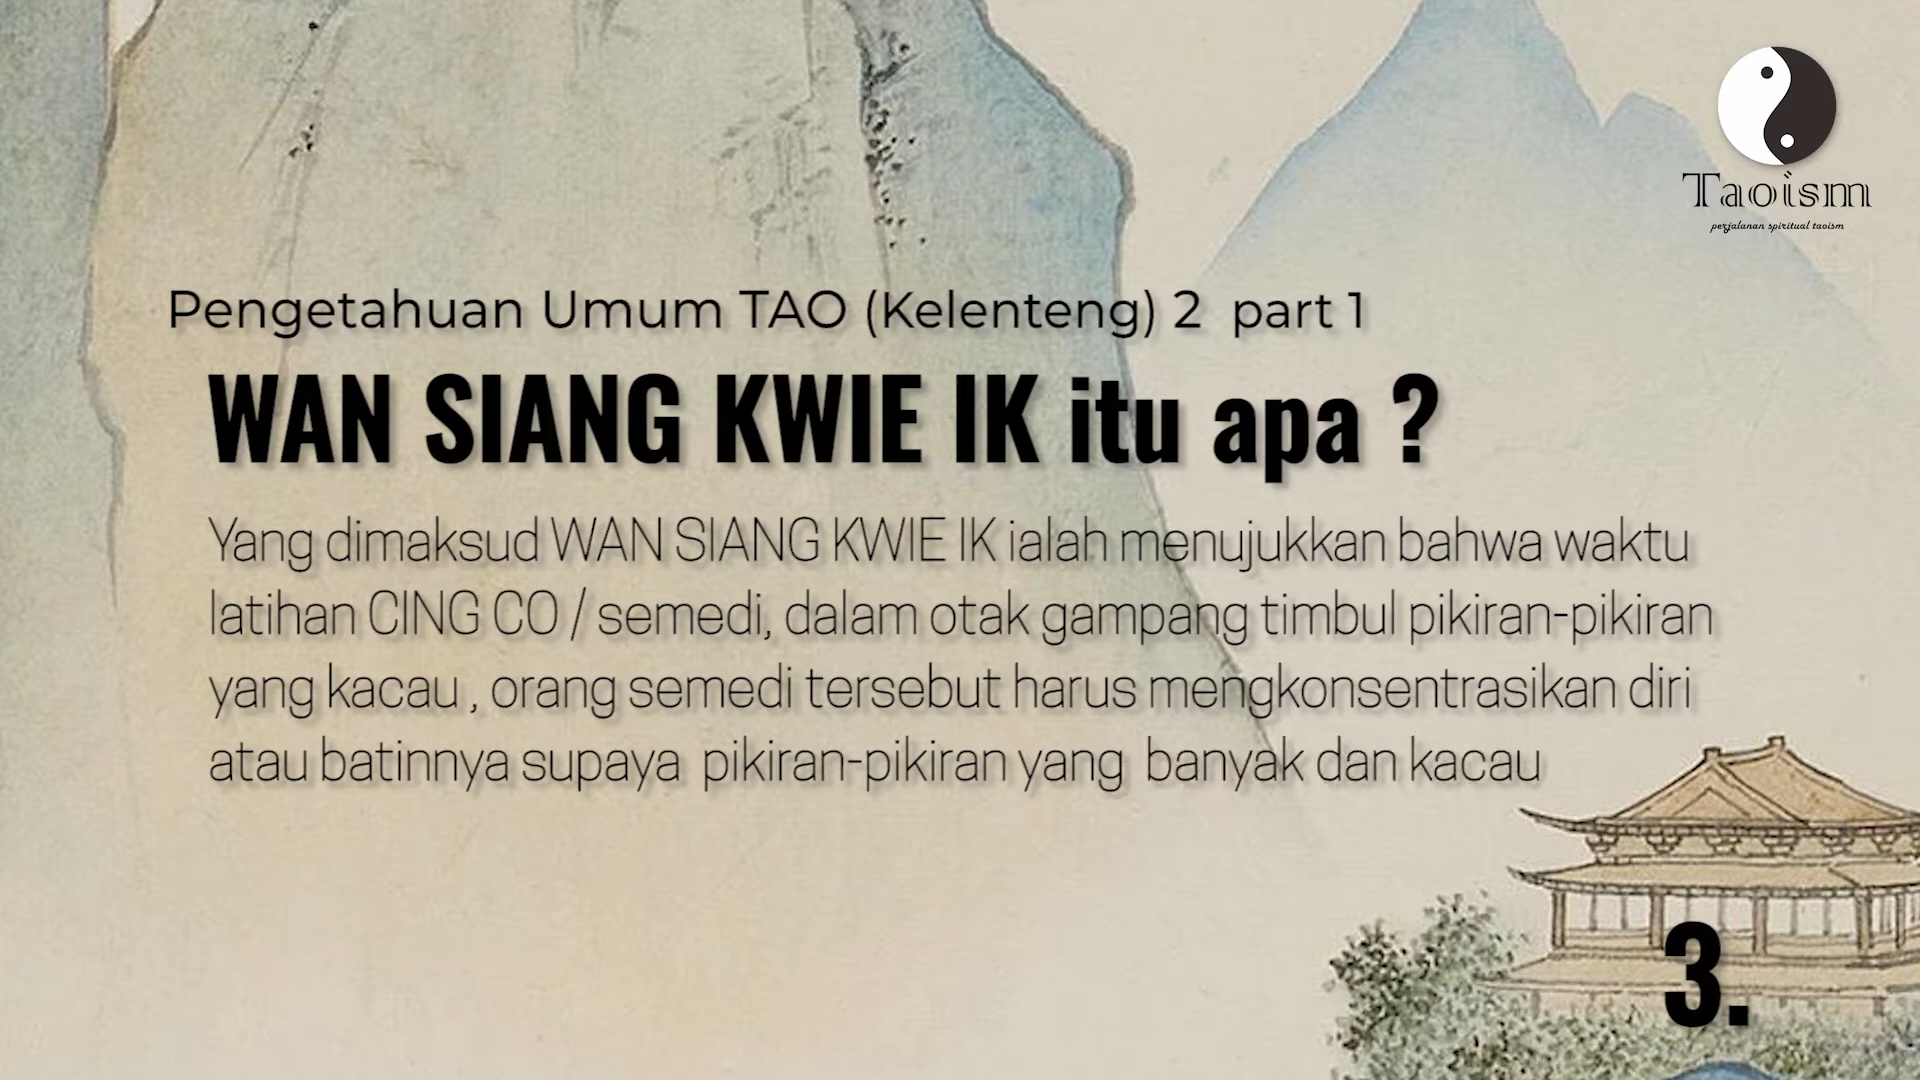 Taoism
perjalanan spiritual taoism
Pengetahuan Umum TAO (Kelenteng) 2 part 1
WAN SIANG KWIE IK itu apa ?
Yang dimaksud WAN SIANG KWIE IK ialah menujukkan bahwa waktu
latihan CING CO / semedi, dalam otak gampang timbul pikiran-pikiran
yang kacau , orang semedi tersebut harus mengkonsentrasikan diri
atau batinnya supaya pikiran-pikiran yang banyak dan kacau
3.